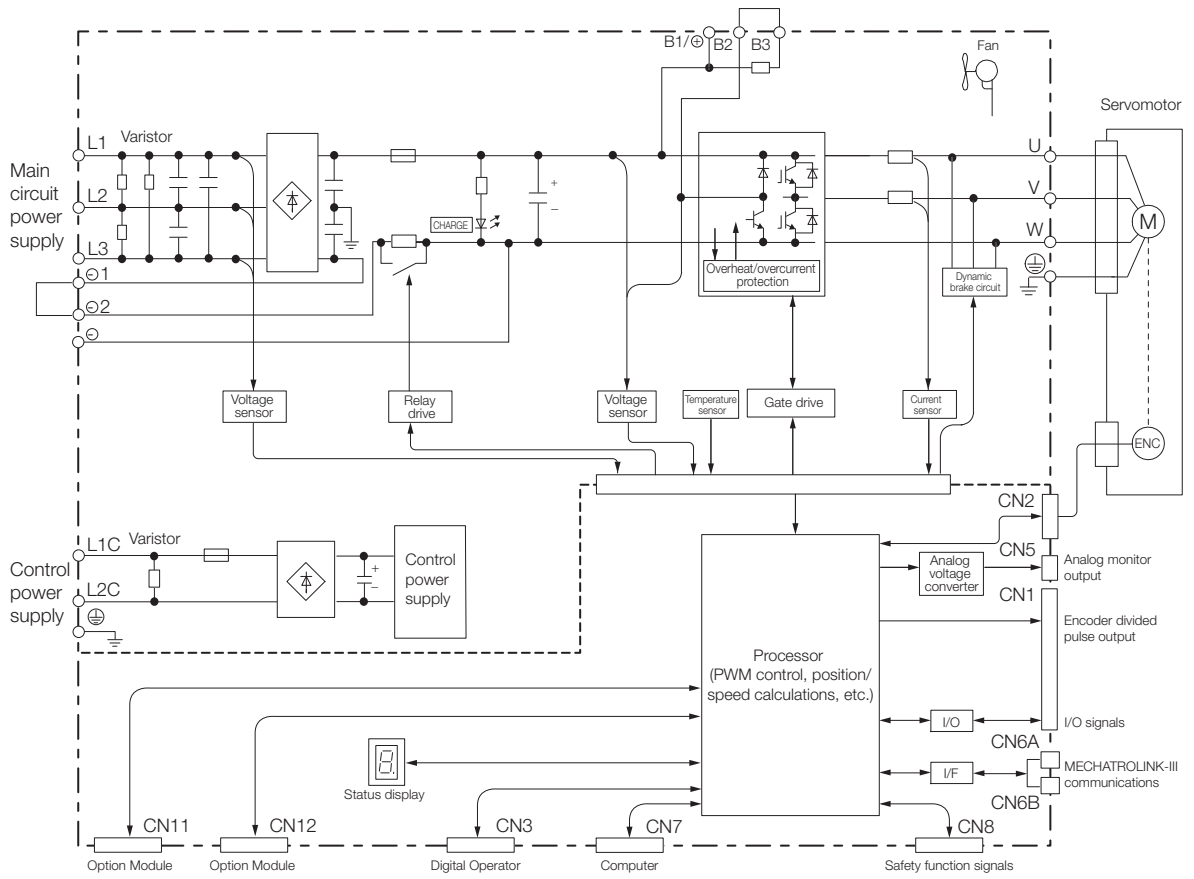 B1/⊕
B2
B3
Fan
Servomotor
Main
circuit
power
supply
L1
Varistor
L2
L3
⊖1
⊖2
⊖
CHARGE
+
–
Overheat/overcurrent
protection
U
V
W
M
Dynamic
brake circuit
Voltage
sensor
Relay
drive
Voltage
sensor
Temperature
sensor
Gate drive
Current
sensor
ENC
Control
power
supply
L1C
Varistor
L2C
+
–
Control
power
supply
CN2
CN5
Analog
voltage
converter
Analog monitor
output
CN1
Encoder divided
pulse output
Processor
(PWM control, position/
speed calculations, etc.)
I/O
I/O signals
CN6A
I/F
MECHATROLINK-III
communications
CN6B
8.
Status display
CN11
CN12
CN3
CN7
CN8
Option Module
Option Module
Digital Operator
Computer
Safety function signals